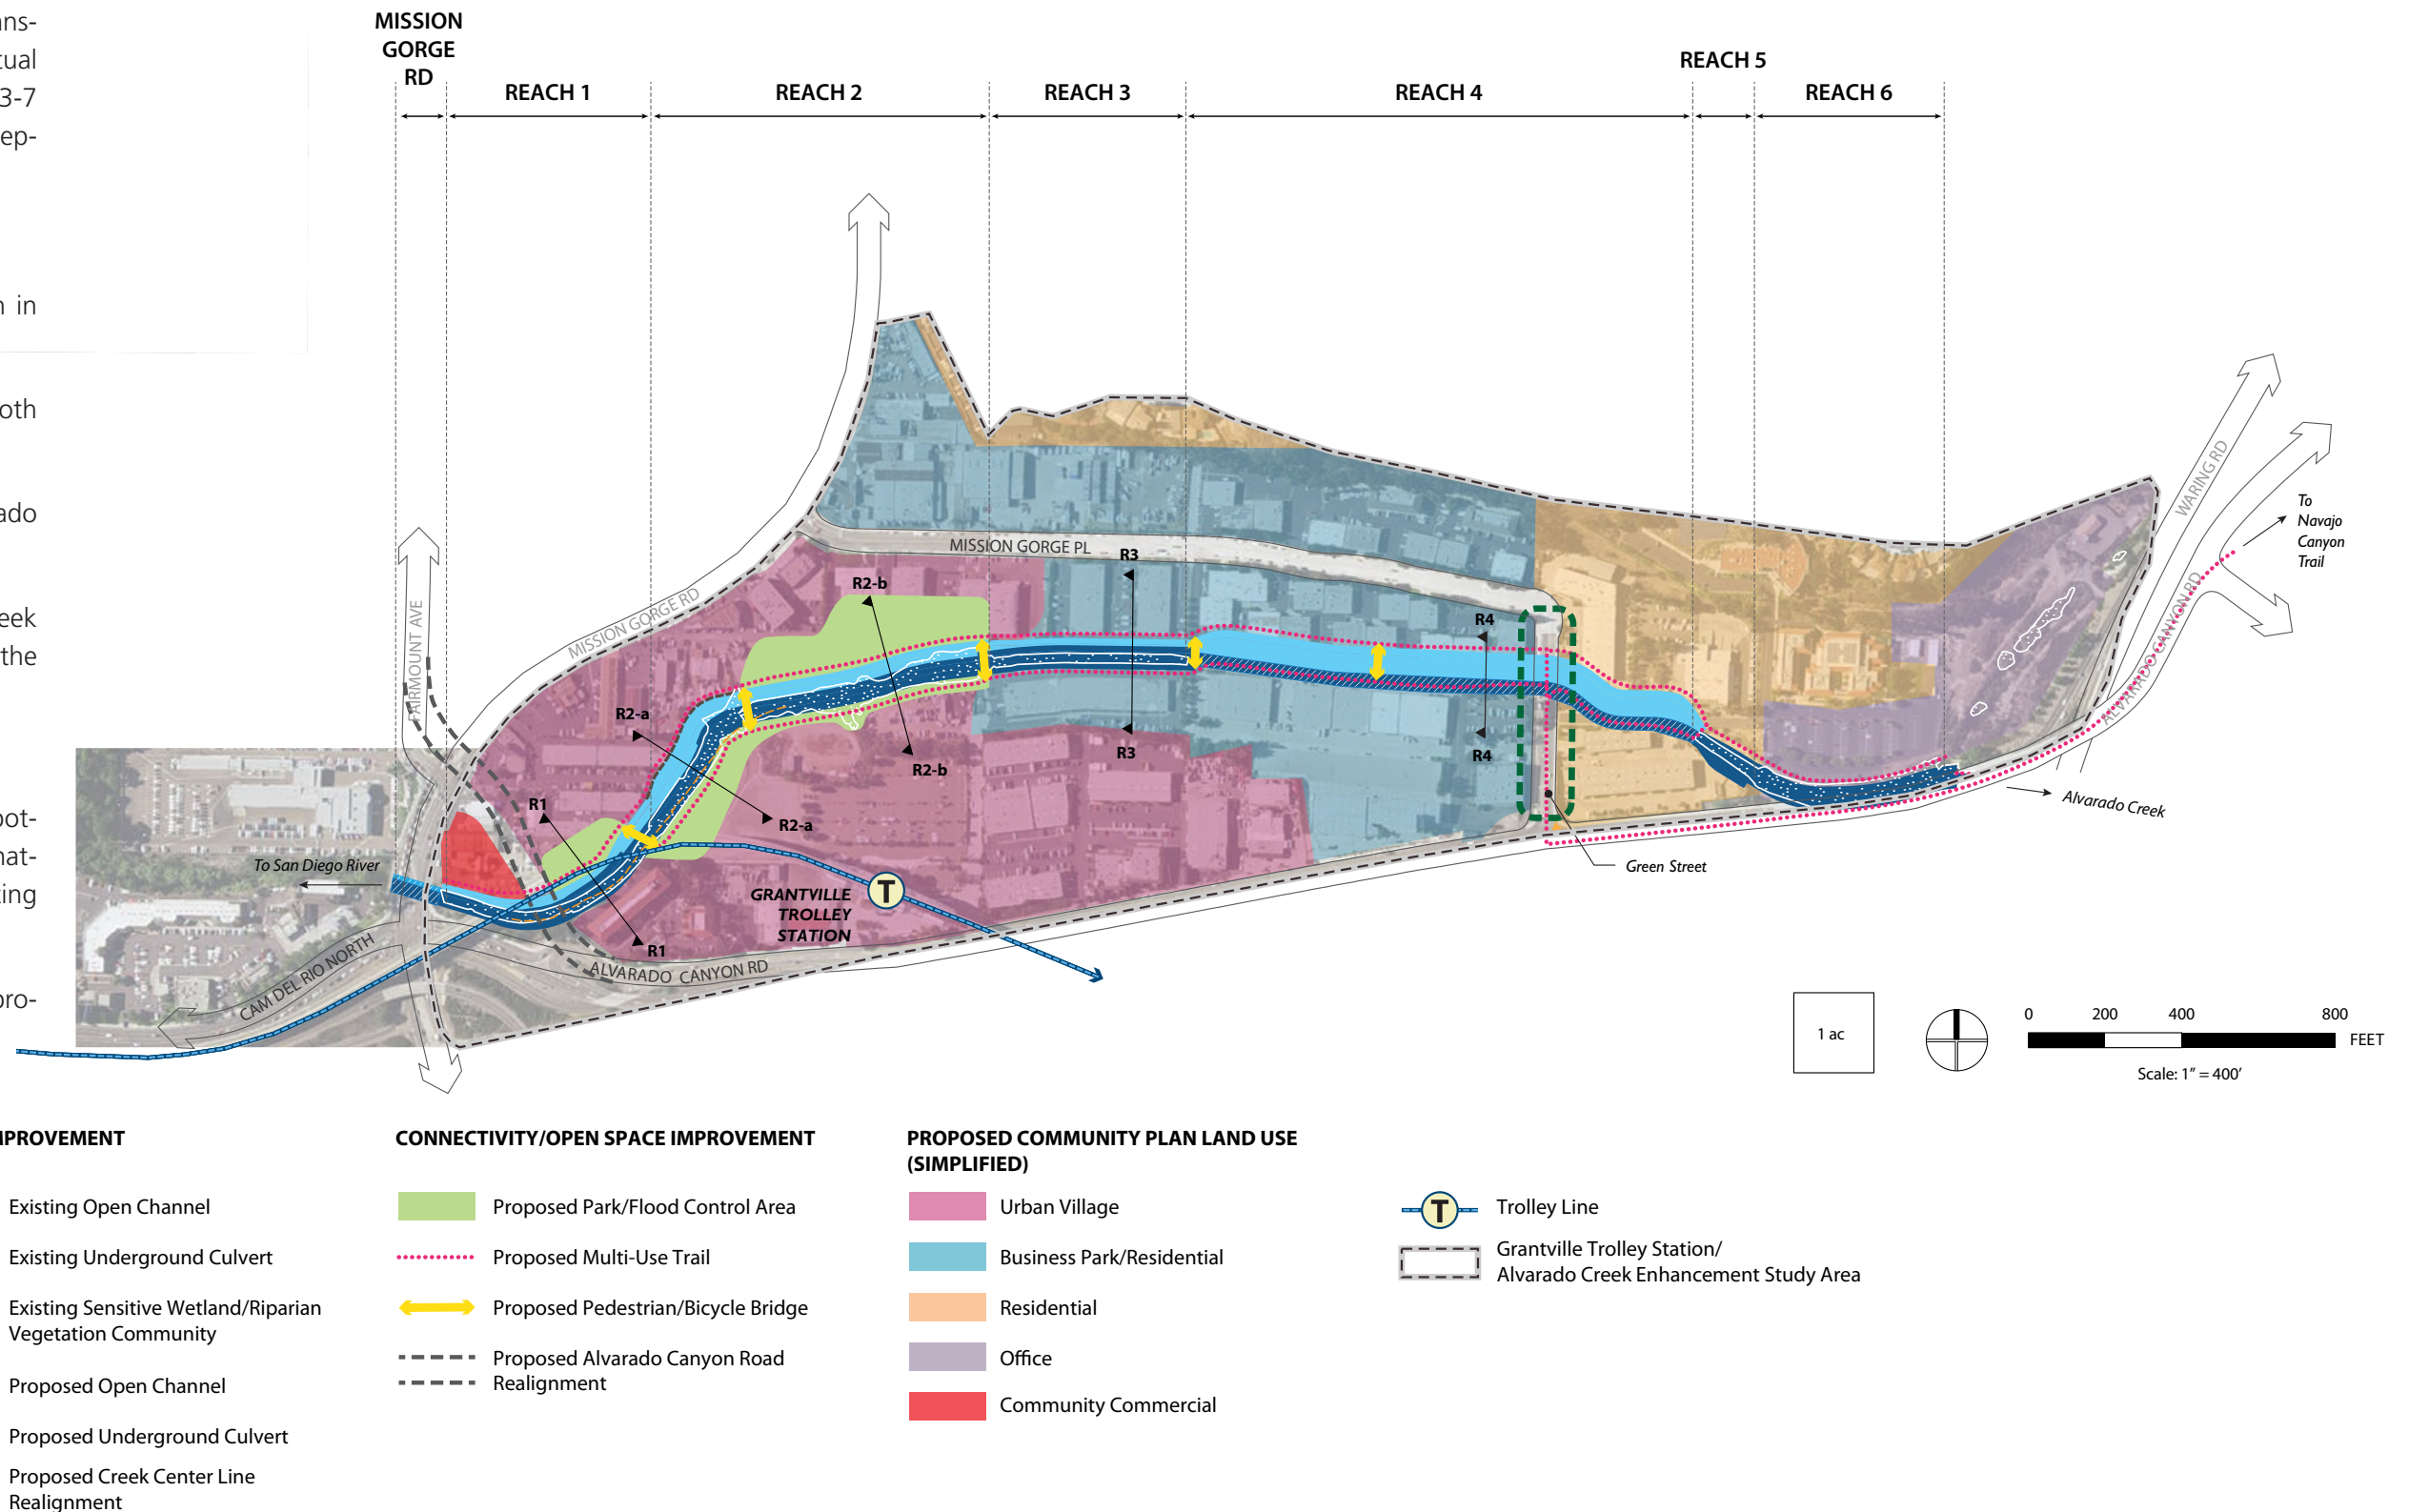 ans-
tual
3-7
ep-
n in
oth
ado
eek
the
oot-
nat-
ting
pro-
MISSION
GORGE
RD
REACH 1
REACH 2
REACH 3
REACH 4
REACH 5
REACH 6
FAIRMOUNT AVE
MISSION GORGE RD
MISSION GORGE PL
WARING RD
ALVARADO CANYON RD
To
Navajo
Canyon
Trail
R3
R2-b
R4
R2-a
R4
R3
R2-b
R1
R2-a
To San Diego River
GRANTVILLE
TROLLEY
STATION
T
R1
ALVARADO CANYON RD
CAM DEL RIO NORTH
Green Street
Alvarado Creek
1 ac
0 200 400 800
FEET
Scale: 1" = 400'
MPROVEMENT
Existing Open Channel
Existing Underground Culvert
Existing Sensitive Wetland/Riparian
Vegetation Community
Proposed Open Channel
Proposed Underground Culvert
Proposed Creek Center Line
Realignment
CONNECTIVITY/OPEN SPACE IMPROVEMENT
Proposed Park/Flood Control Area
Proposed Multi-Use Trail
Proposed Pedestrian/Bicycle Bridge
Proposed Alvarado Canyon Road
Realignment
PROPOSED COMMUNITY PLAN LAND USE
(SIMPLIFIED)
Urban Village
Business Park/Residential
Residential
Office
Community Commercial
T
Trolley Line
Grantville Trolley Station/
Alvarado Creek Enhancement Study Area